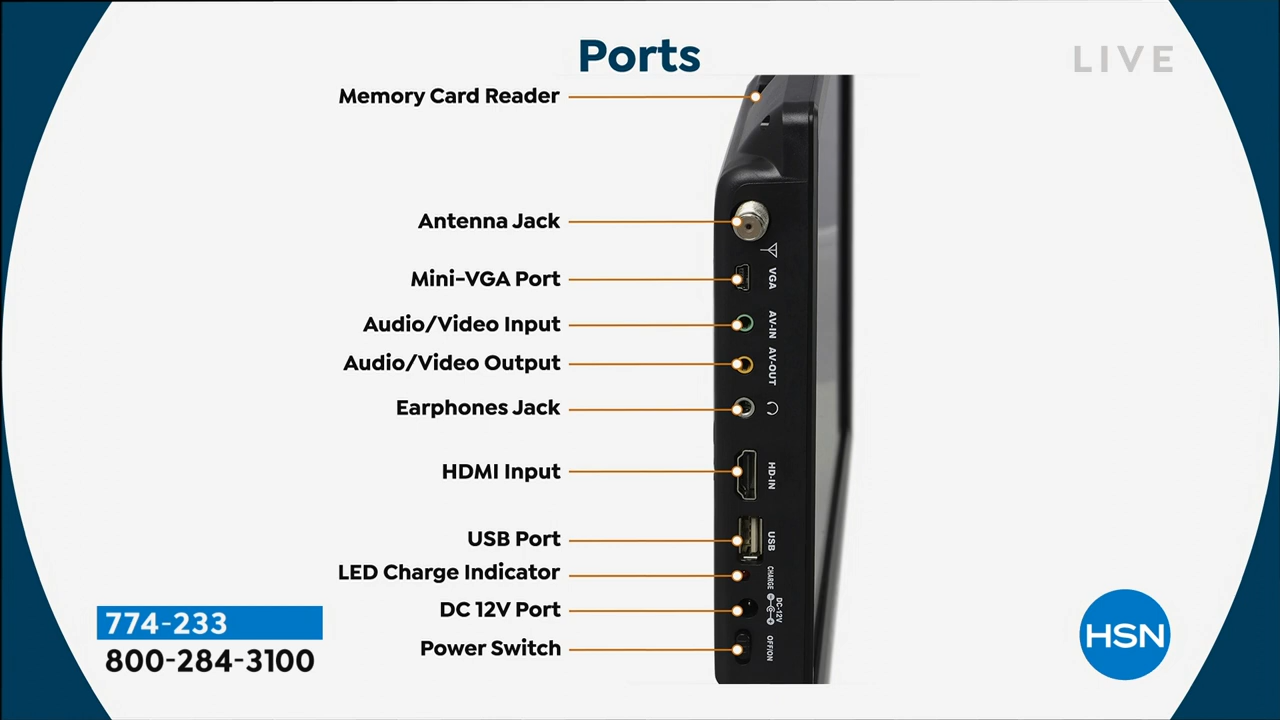 Ports
LIVE
Memory Card Reader
Antenna Jack
Mini-VGA Port
VGA
Audio/Video Input
AV-IN
Audio/Video Output
AV-OUT
Earphones Jack
HDMI Input
HD-IN
USB Port
USB
LED Charge Indicator
CHARGE
DC 12V Port
DC-12V
Power Switch
OFF/ON
774-233
800-284-3100
HSN